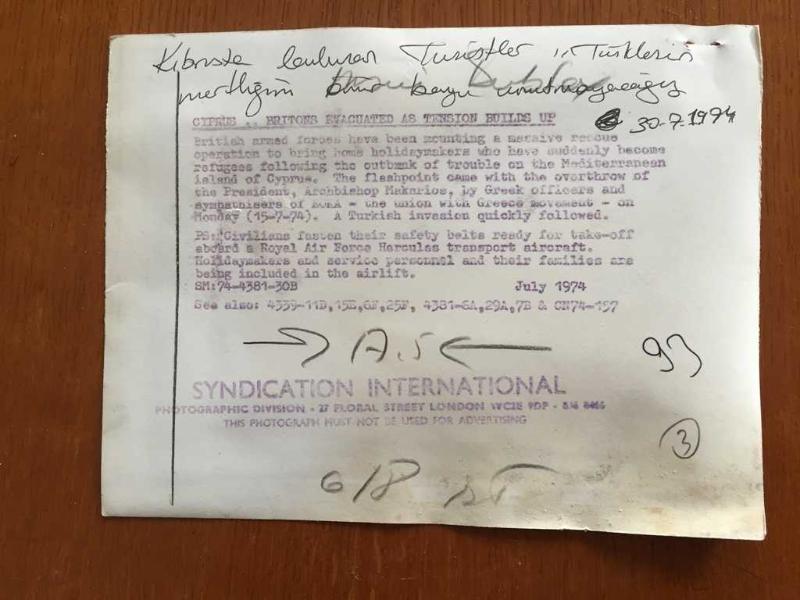 Kıbrısta bulunan Turistler "Türklerin
mertliğini unutmayacağız
CYPRUS .. BRITONS EVACUATED AS TENSION BUILDS UP
30-7-1974
British armed forces have been mounting a massive rescue
operation to bring home holidaymakers who have suddenly become
refugees following the outbreak of trouble on the Mediterranean
island of Cyprus. The flashpoint came with the overthrow of
the President, Archbishop Makarios, by Greek officers and
sympathisers of EOKA - the union with Greece movement - on
Monday (15-7-74). A Turkish invasion quickly followed.
PS: Civilians fasten their safety belts ready for take-off
aboard a Royal Air Force Hercules transport aircraft.
Holidaymakers and service personnel and their families are
being included in the airlift.
SM:74-4381-30B July 1974
See also: 4339-11B,15E,6F,25F, 4381-6A,29A,7B & CN74-157
A.5
93
SYNDICATION INTERNATIONAL
PHOTOGRAPHIC DIVISION - 27 FLORAL STREET LONDON WC2E 9DP -
THIS PHOTOGRAPH MUST NOT BE USED FOR ADVERTISING
3
6/8 ST